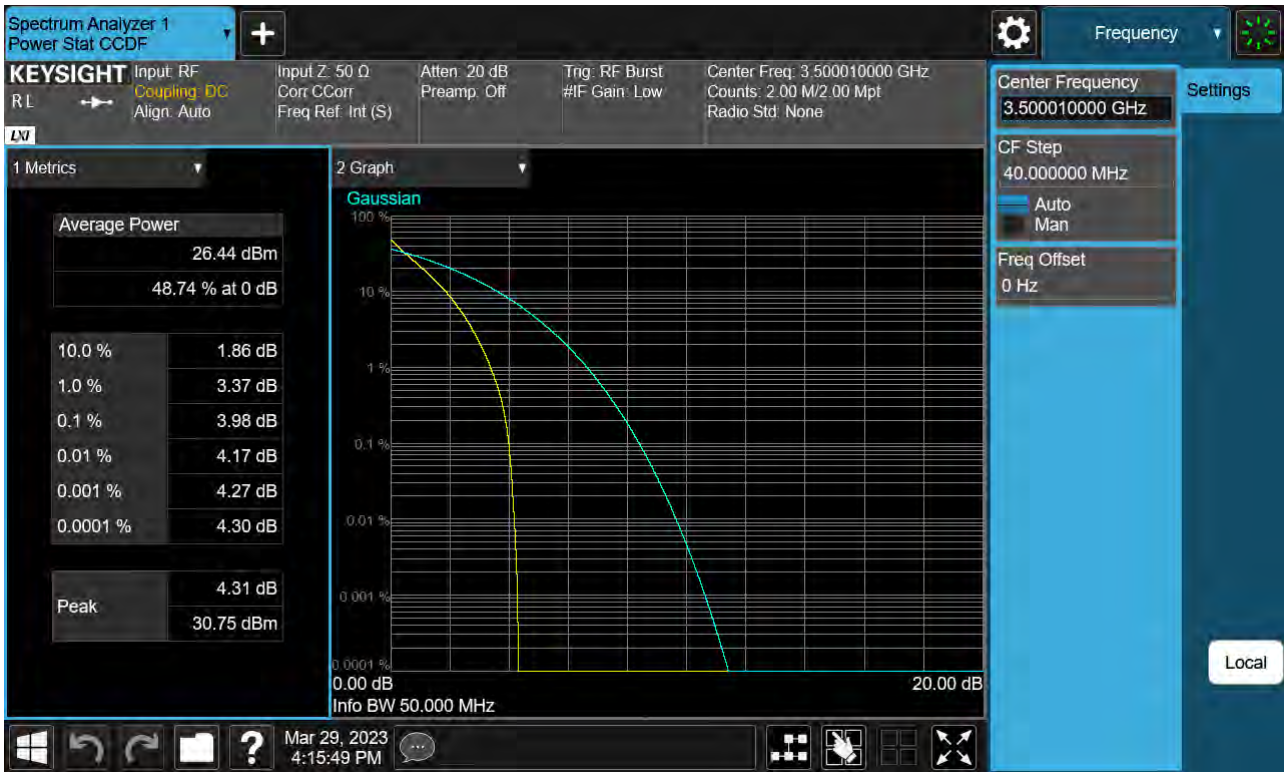 Spectrum Analyzer 1
Power Stat CCDF
+
Frequency
KEYSIGHT
RL
LXI
Input: RF
Coupling: DC
Align: Auto
Input Z: 50 Ω
Corr CCorr
Freq Ref: Int (S)
Atten: 20 dB
Preamp: Off
Trig: RF Burst
#IF Gain: Low
Center Freq: 3.500010000 GHz
Counts: 2.00 M/2.00 Mpt
Radio Std: None
Center Frequency
3.500010000 GHz
Settings
CF Step
40.000000 MHz
Auto
Man
Freq Offset
0 Hz
1 Metrics
Average Power
26.44 dBm
48.74 % at 0 dB
10.0 % 1.86 dB
1.0 % 3.37 dB
0.1 % 3.98 dB
0.01 % 4.17 dB
0.001 % 4.27 dB
0.0001 % 4.30 dB
Peak 4.31 dB
30.75 dBm
2 Graph
Gaussian
100 %
10 %
1 %
0.1 %
0.01 %
0.001 %
0.0001 %
0.00 dB 20.00 dB
Info BW 50.000 MHz
Local
?
Mar 29, 2023
4:15:49 PM